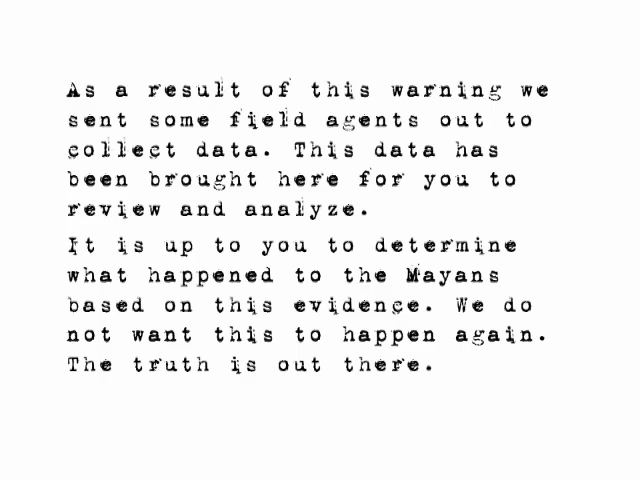 As a result of this warning we
sent some field agents out to
collect data. This data has
been brought here for you to
review and analyze.
It is up to you to determine
what happened to the Mayans
based on this evidence. We do
not want this to happen again.
The truth is out there.